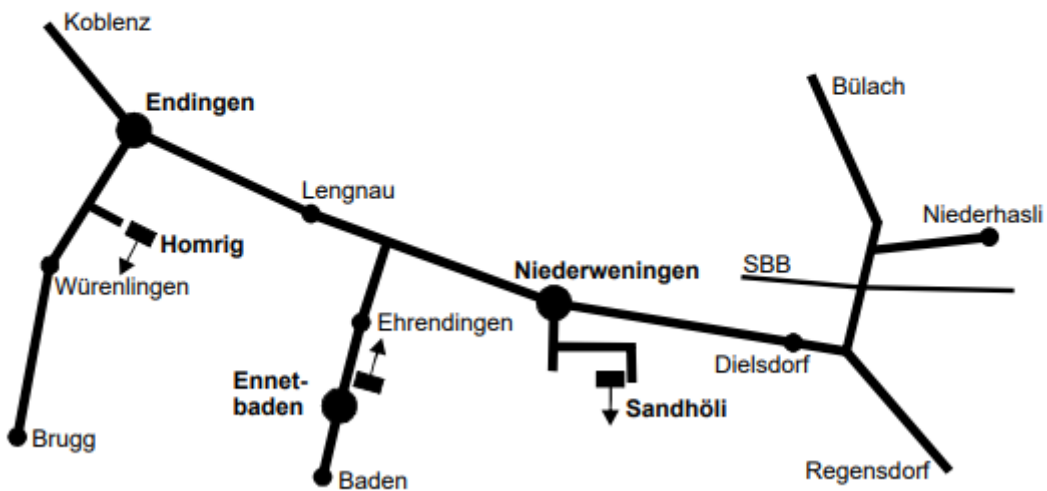 Koblenz
Endingen
Bülach
Lengnau
Niederhasli
Homrig
SBB
Niederweningen
Würenlingen
Ehrendingen
Dielsdorf
Ennet-
baden
Sandhöli
Brugg
Regensdorf
Baden